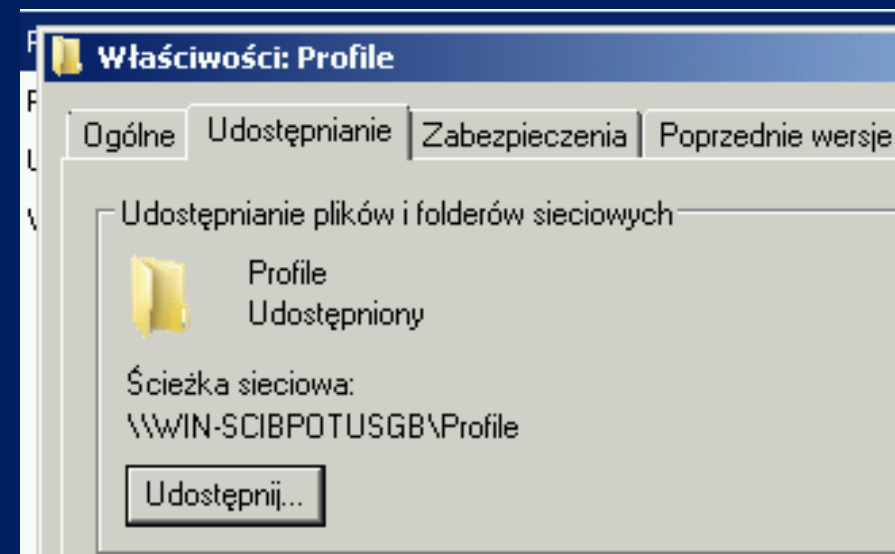 Właściwości: Profile
Ogólne Udostępnianie Zabezpieczenia Poprzednie wersje
Udostępnianie plików i folderów sieciowych
Profile
Udostępniony
Ścieżka sieciowa:
\\WIN-SCIBPOTUSGB\Profile
Udostępnij...